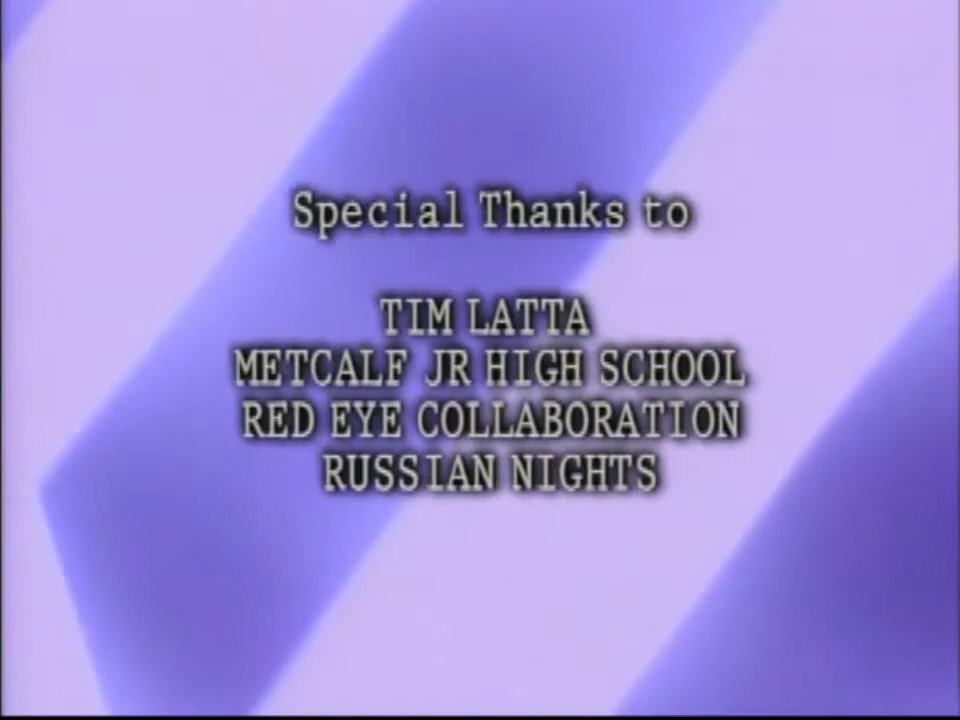 Special Thanks to
TIM LATTA
METCALF JR HIGH SCHOOL
RED EYE COLLABORATION
RUSSIAN NIGHTS